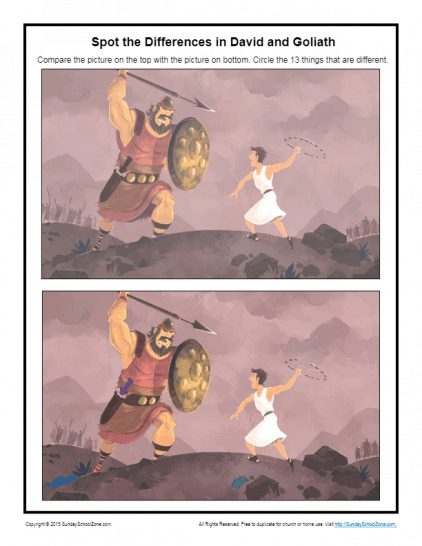 Spot the Differences in David and Goliath
Compare the picture on the top with the picture on bottom. Circle the 13 things that are different.
Copyright © 2015 SundaySchoolZone.com. All Rights Reserved. Free to duplicate for church or home use. Visit http://SundaySchoolZone.com.